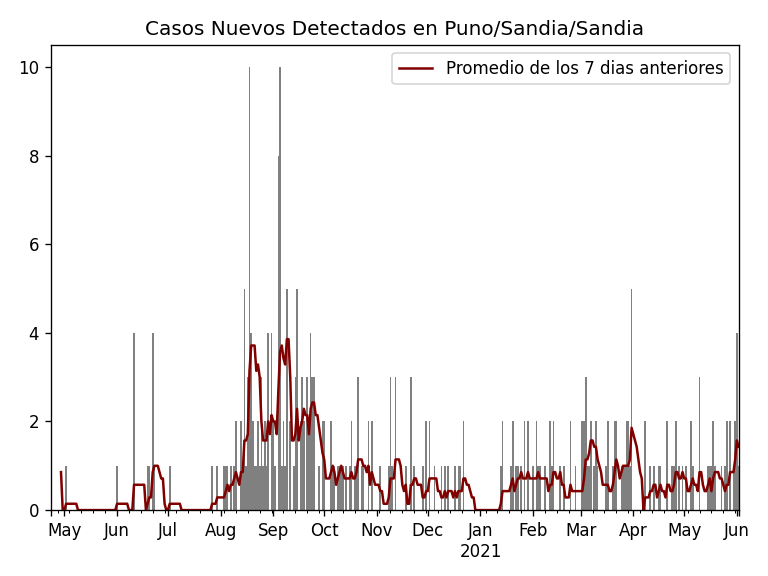 Casos Nuevos Detectados en Puno/Sandia/Sandia
Promedio de los 7 dias anteriores
10
8
6
4
2
0
May Jun Jul Aug Sep Oct Nov Dec Jan Feb Mar Apr May Jun
2021